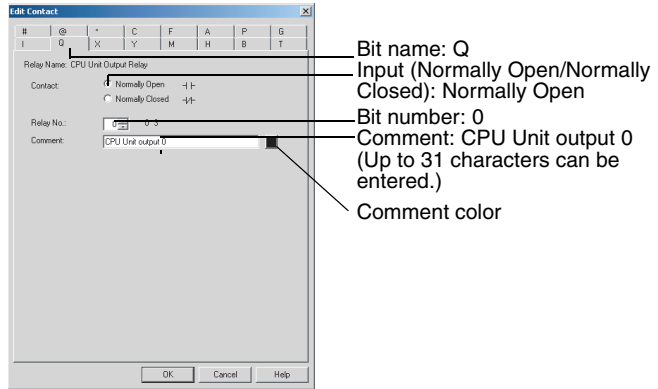 Edit Contact
# @ * C F A P G
I Q X Y M H B T
Relay Name: CPU Unit Output Relay
Contact:
Normally Open
Normally Closed
Relay No.:
0
0 3
Comment:
CPU Unit output 0
OK
Cancel
Help
Bit name: Q
Input (Normally Open/Normally
Closed): Normally Open
Bit number: 0
Comment: CPU Unit output 0
(Up to 31 characters can be
entered.)
Comment color